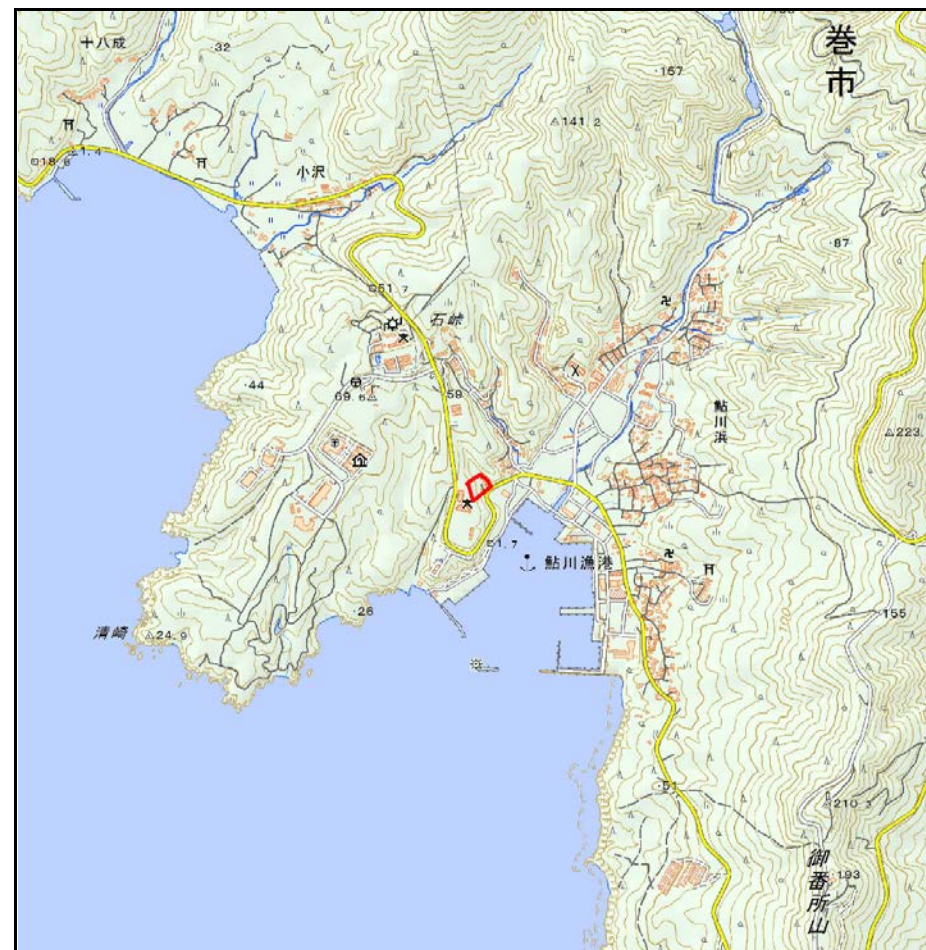 十八成
・32
・157
巻市
△141.2
18.8
1.4
小沢
・87
51.7
石峠
・44
59
69.6△
鮎川浜
△223.
1.7
鮎川漁港
・26
清崎
△24.9
155
・51
210.3
・193
御番所山